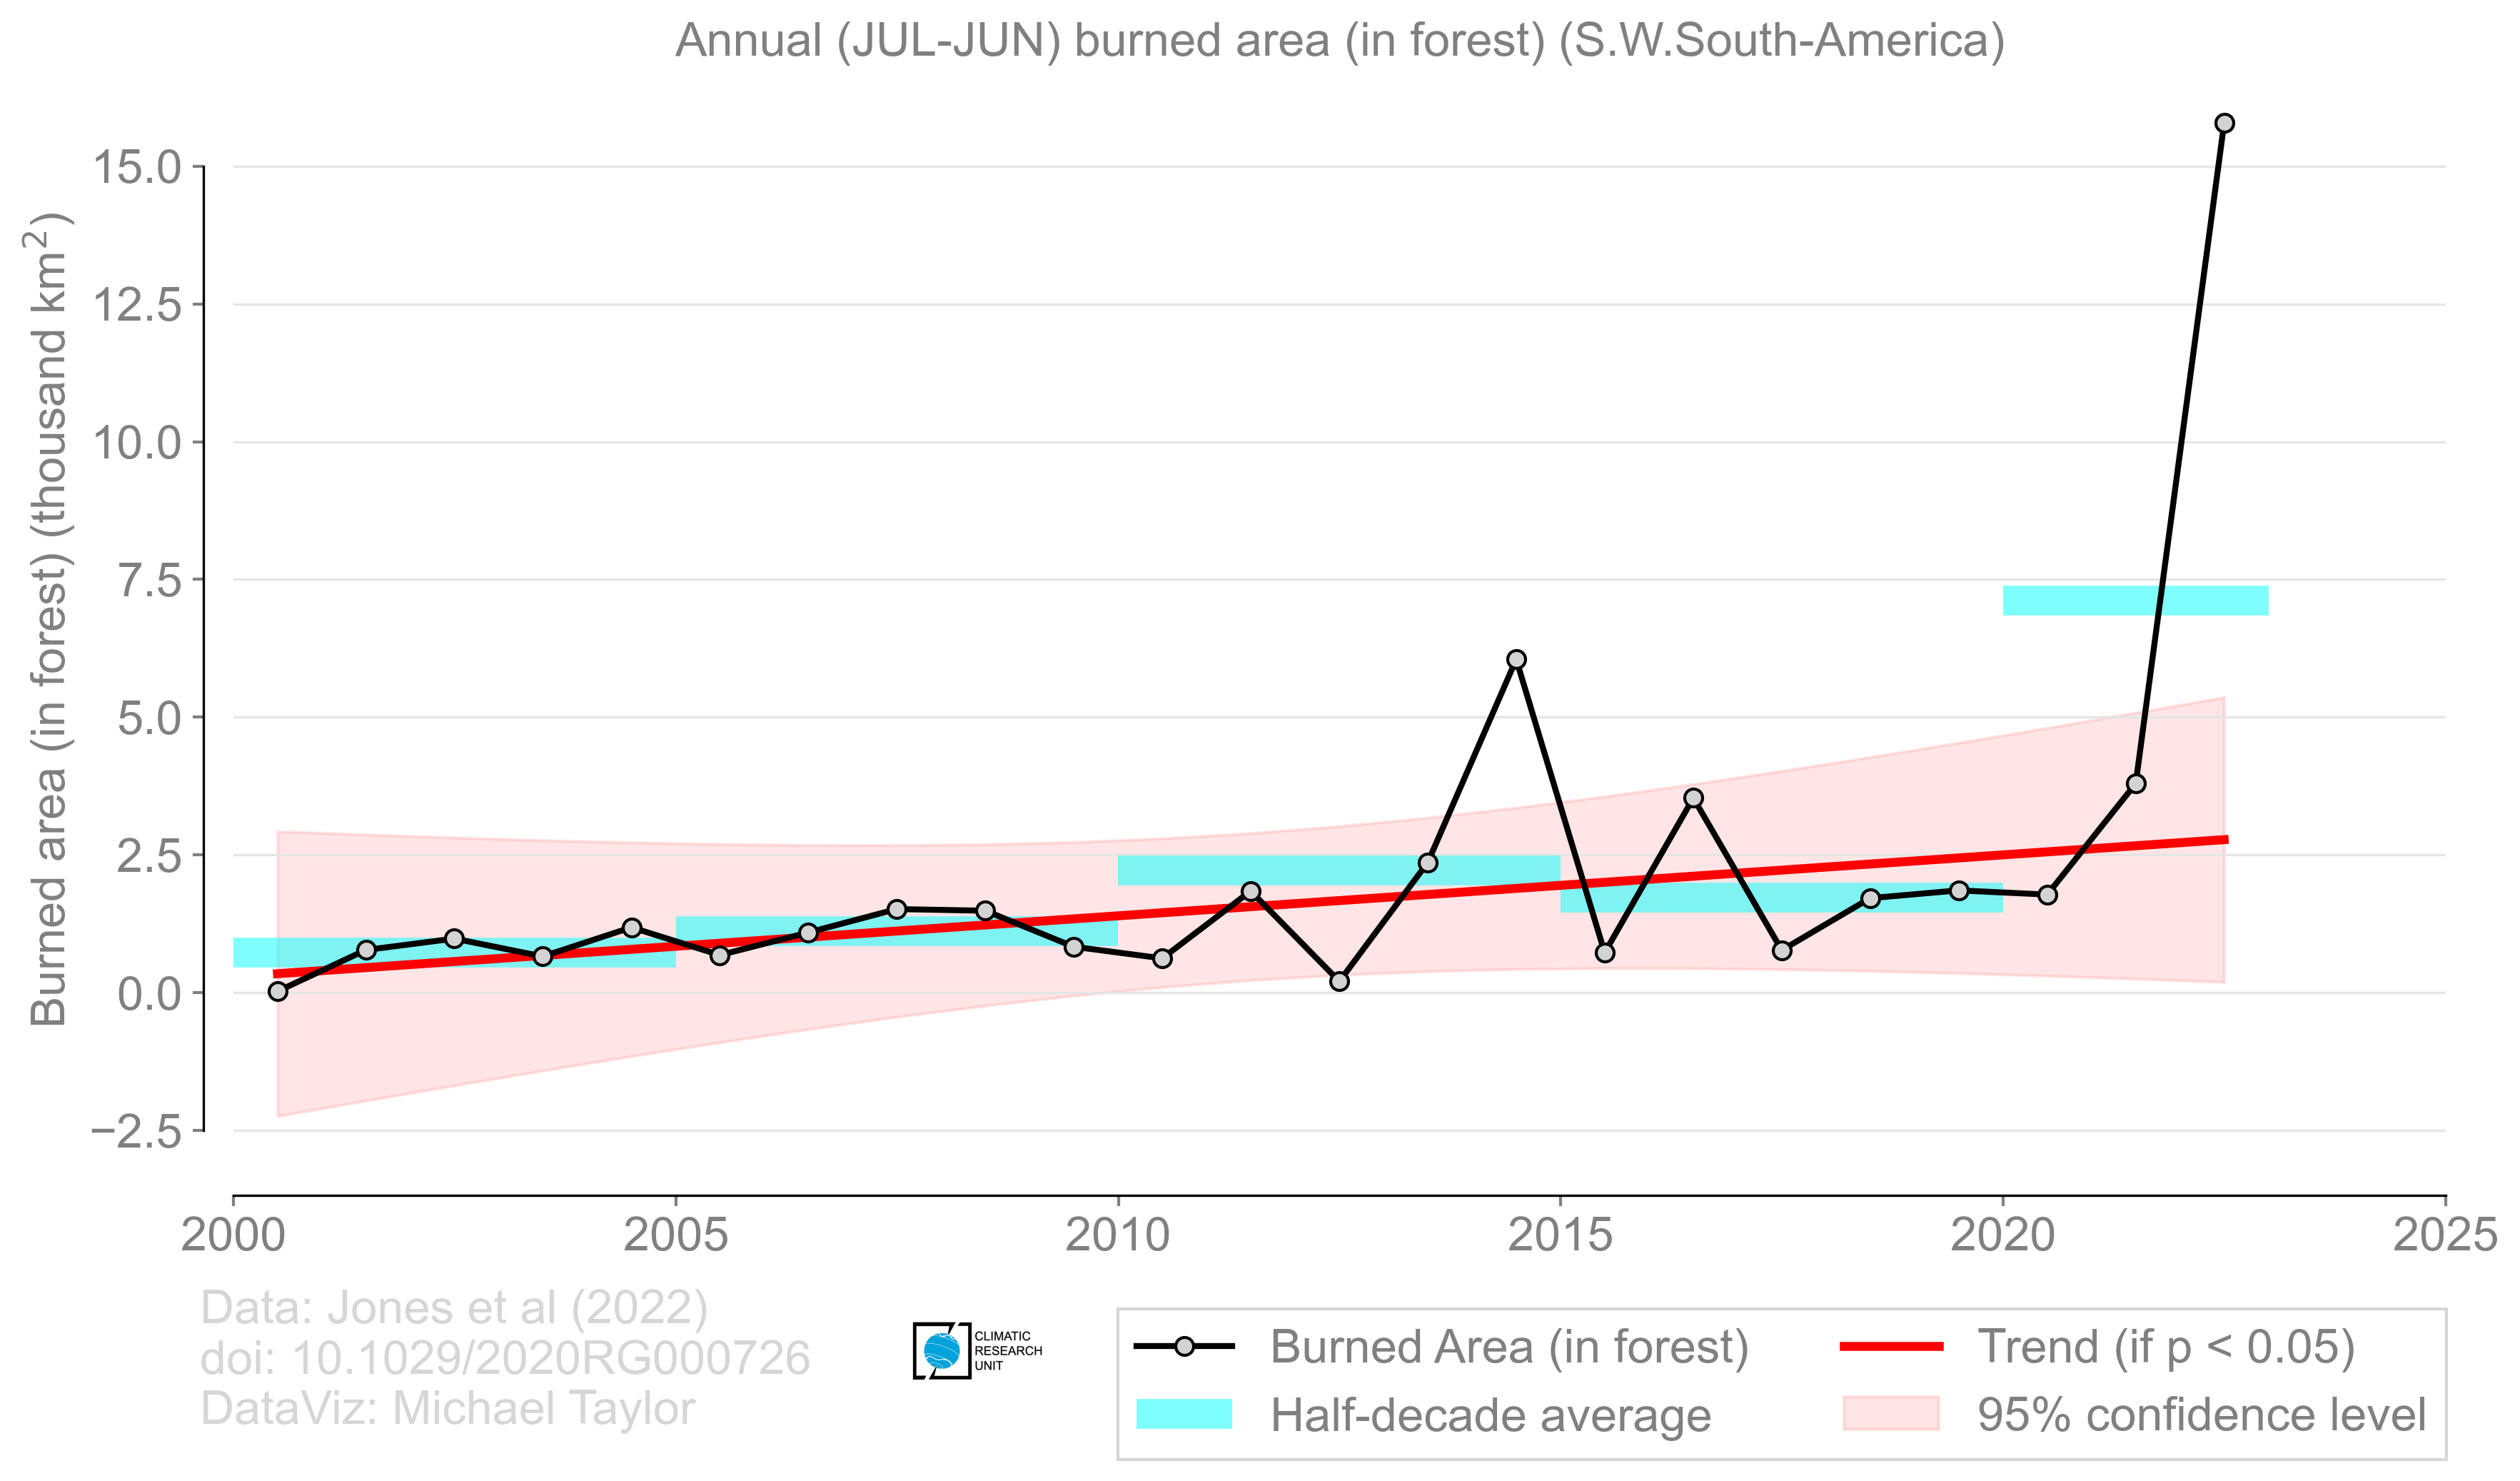 Annual (JUL-JUN) burned area (in forest) (S.W.South-America)
Burned area (in forest) (thousand km²)
15.0
12.5
10.0
7.5
5.0
2.5
0.0
−2.5
2000
2005
2010
2015
2020
2025
Data: Jones et al (2022)
doi: 10.1029/2020RG000726
DataViz: Michael Taylor
CLIMATIC
RESEARCH
UNIT
Burned Area (in forest)
Half-decade average
Trend (if p < 0.05)
95% confidence level